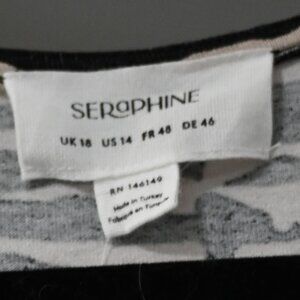 SERAPHINE
UK 18 US 14 FR 48 DE 46
RN 146149
Made in Turkey
Fabriqué en Turquie